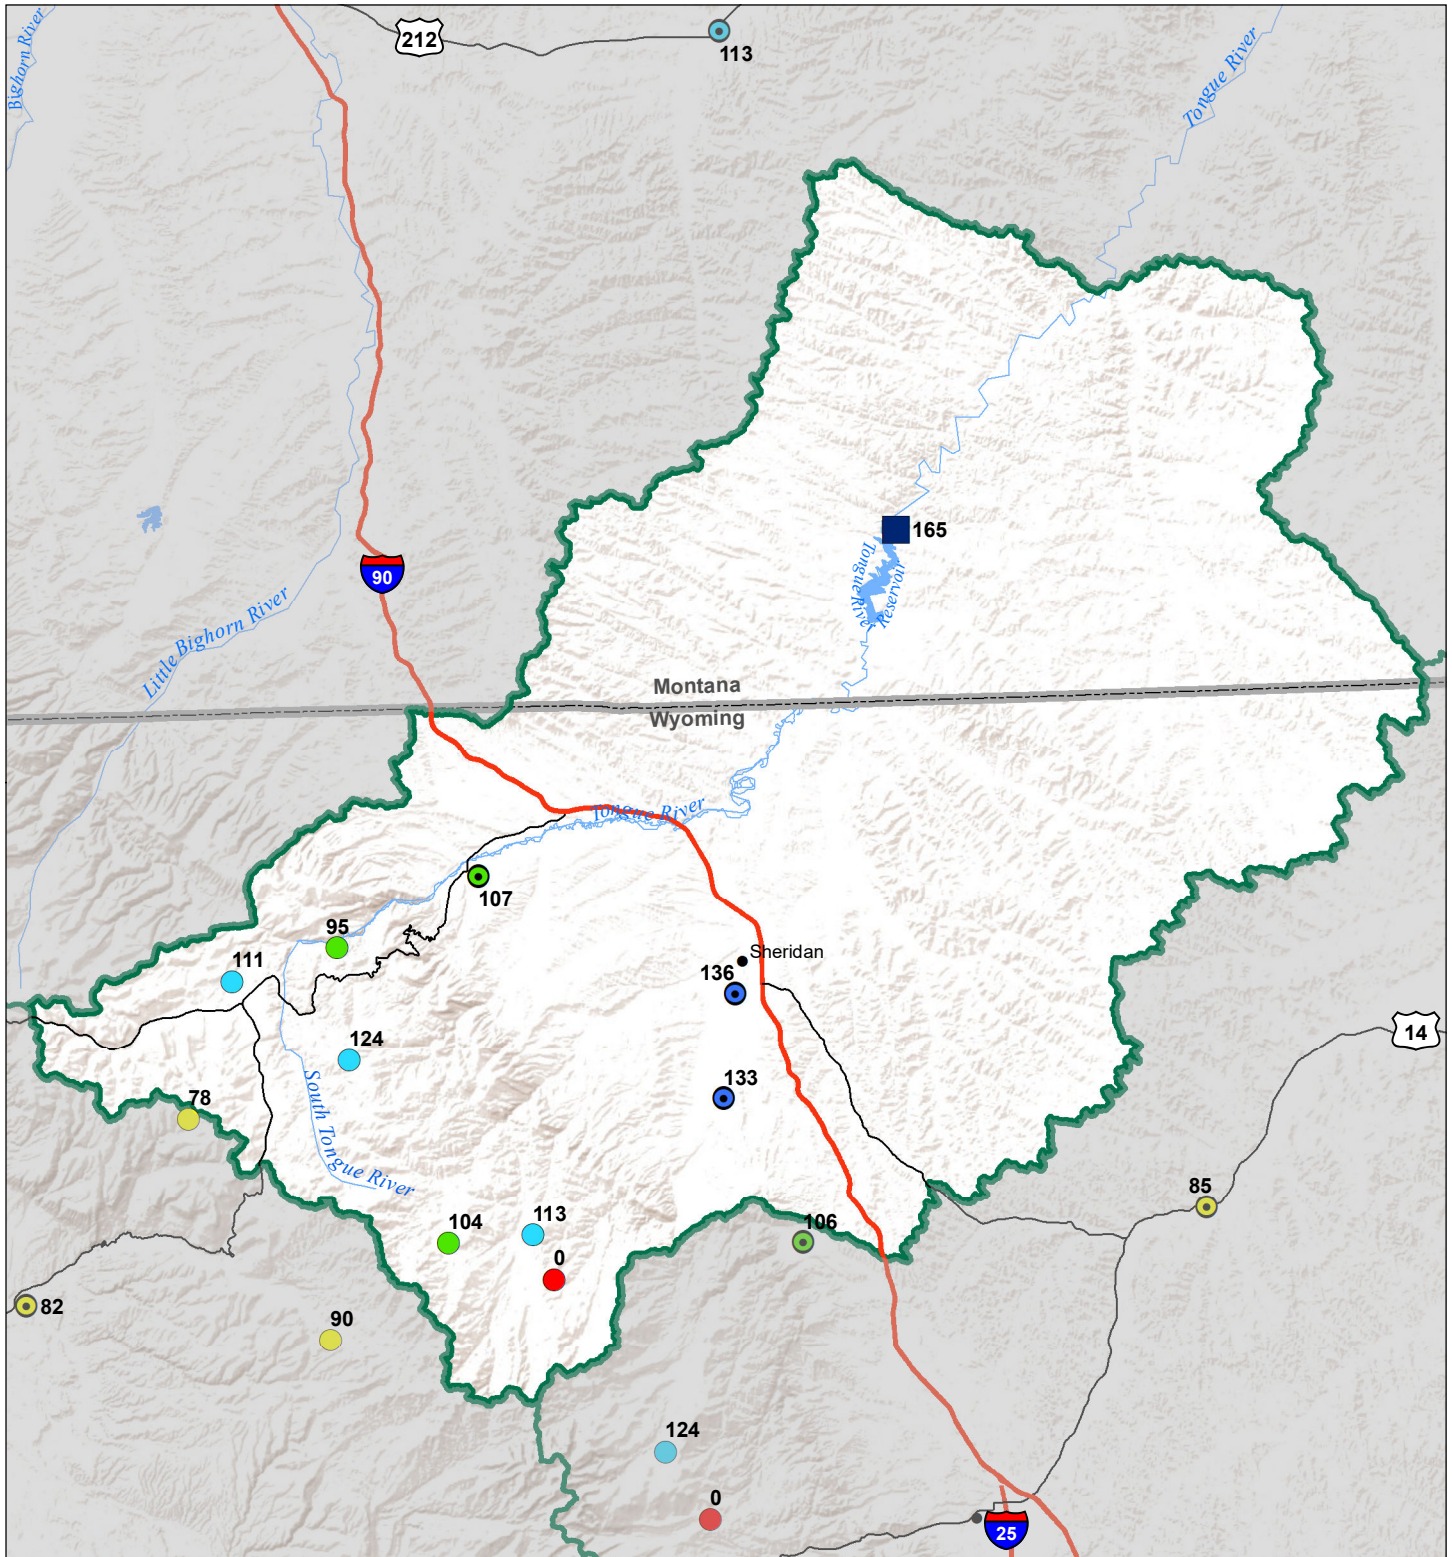 212
113
Bighorn River
Tongue River
165
Tongue River
Reservoir
90
Little Bighorn River
Montana
Wyoming
Tongue River
107
95
111
Sheridan
136
124
14
133
78
South Tongue River
85
104
113
106
0
82
90
124
0
25